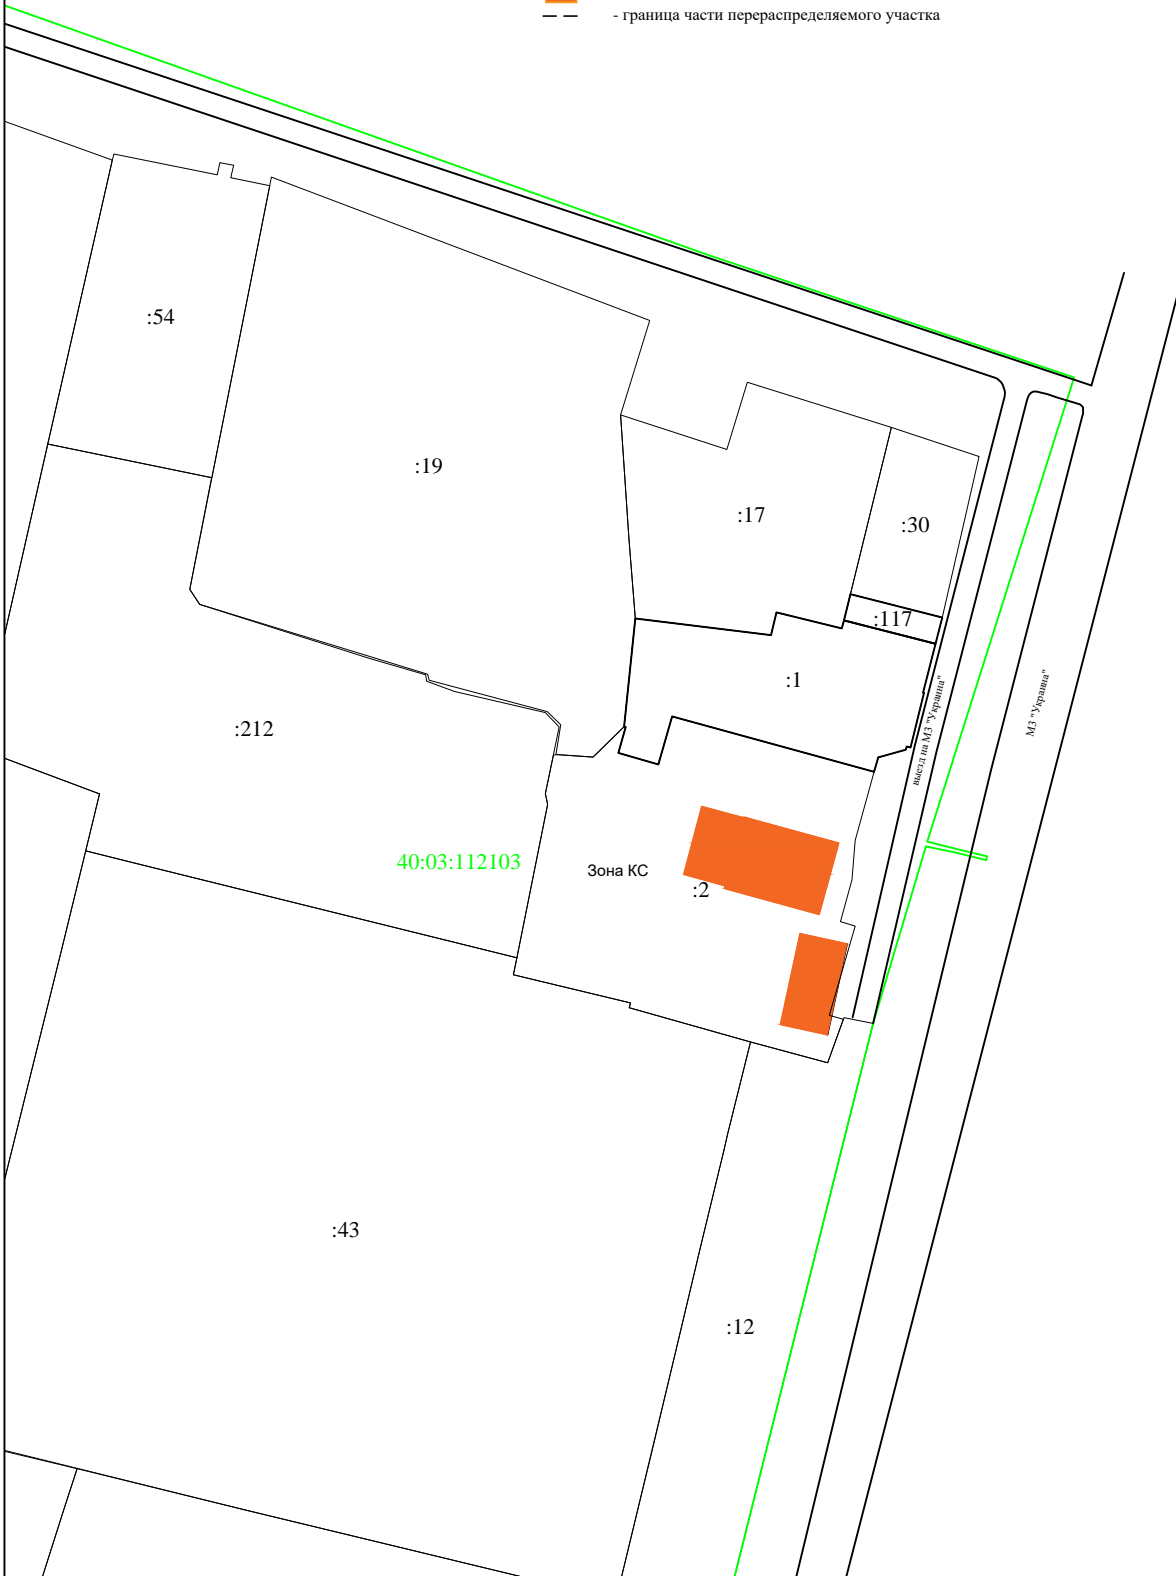 - граница части перераспределяемого участка
:54
:19
:17
:30
:117
:1
:212
выезд на М3 "Украина"
М3 "Украина"
40:03:112103
Зона КС
:2
:43
:12